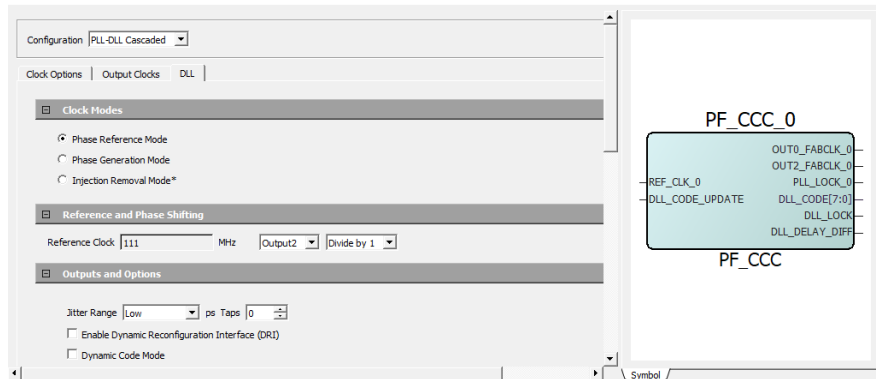 Configuration PLL-DLL Cascaded
Clock Options Output Clocks DLL
Clock Modes
Phase Reference Mode
Phase Generation Mode
Injection Removal Mode*
Reference and Phase Shifting
Reference Clock 111 MHz Output2 Divide by 1
Outputs and Options
Jitter Range Low ps Taps 0
Enable Dynamic Reconfiguration Interface (DRI)
Dynamic Code Mode
PF_CCC_0
OUT0_FABCLK_0
OUT2_FABCLK_0
REF_CLK_0 PLL_LOCK_0
DLL_CODE_UPDATE DLL_CODE[7:0]
DLL_LOCK
DLL_DELAY_DIFF
PF_CCC
Symbol